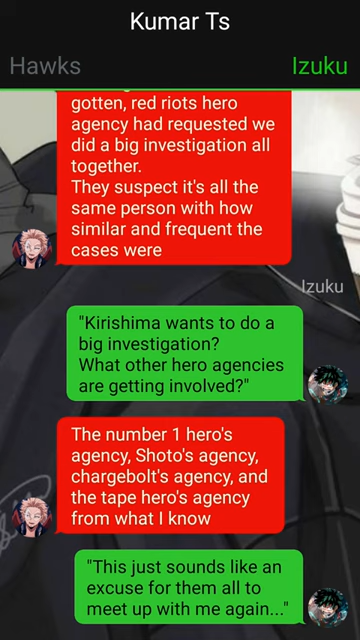 Kumar Ts
Hawks
Izuku
gotten, red riots hero
agency had requested we
did a big investigation all
together.
They suspect it's all the
same person with how
similar and frequent the
cases were
Izuku
"Kirishima wants to do a
big investigation?
What other hero agencies
are getting involved?"
The number 1 hero's
agency, Shoto's agency,
chargebolt's agency, and
the tape hero's agency
from what I know
"This just sounds like an
excuse for them all to
meet up with me again..."